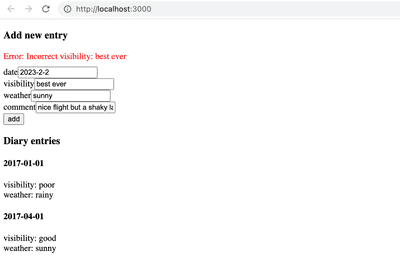 http://localhost:3000
Add new entry
Error: Incorrect visibility: best ever
date 2023-2-2
visibility best ever
weather sunny
comment nice flight but a shaky la
add
Diary entries
2017-01-01
visibility: poor
weather: rainy
2017-04-01
visibility: good
weather: sunny